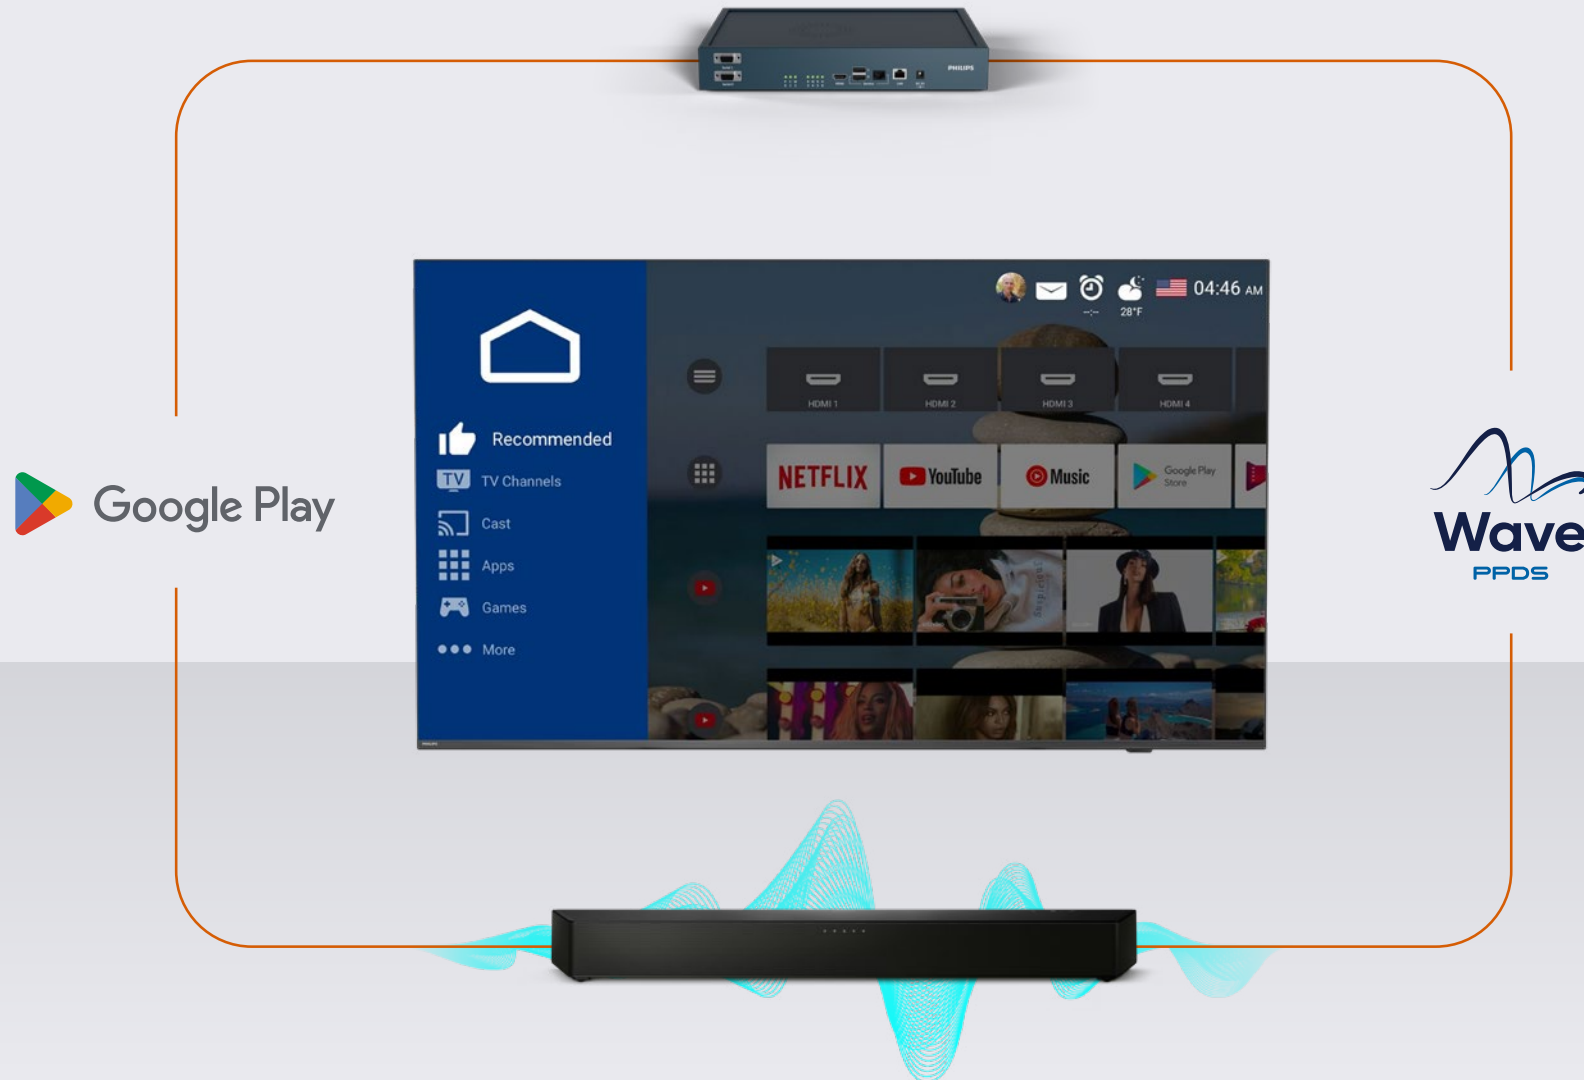 PHILIPS
04:46 AM
--:--
28°F
Recommended
TV Channels
Cast
Apps
Games
More
HDMI 1
HDMI 2
HDMI 3
HDMI 4
NETFLIX
YouTube
Music
Google Play
Store
Google Play
Wave
PPDS
PHILIPS